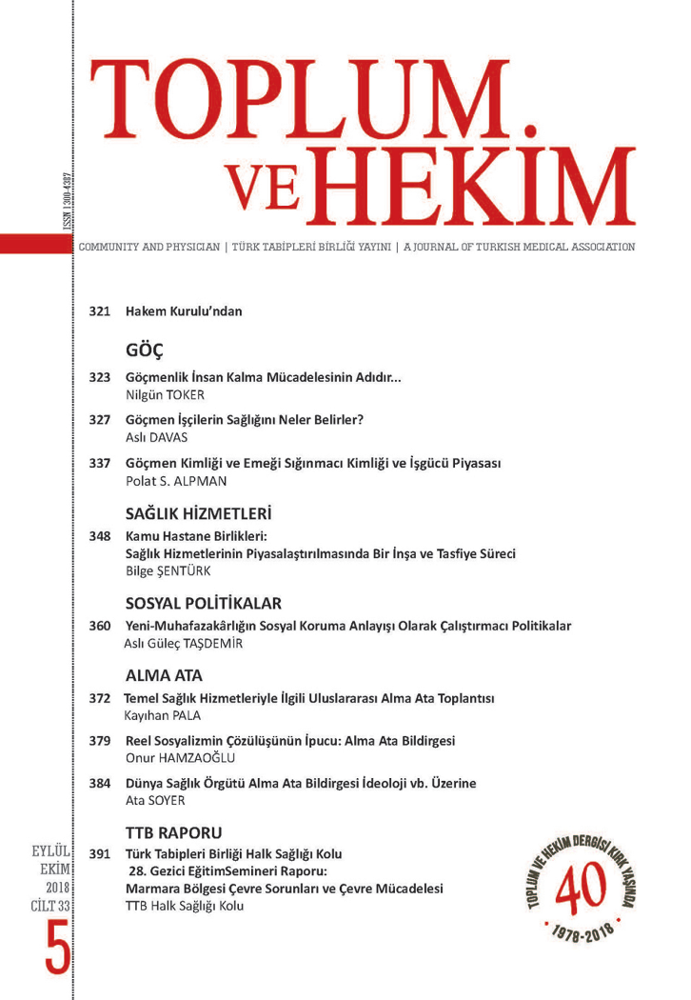 TOPLUM
VE HEKİM
ISSN 1300-4387
COMMUNITY AND PHYSICIAN | TÜRK TABİPLERİ BİRLİĞİ YAYINI | A JOURNAL OF TURKISH MEDICAL ASSOCIATION
321 Hakem Kurulu'ndan
GÖÇ
323 Göçmenlik İnsan Kalma Mücadelesinin Adıdır...
Nilgün TOKER
327 Göçmen İşçilerin Sağlığını Neler Belirler?
Aslı DAVAS
337 Göçmen Kimliği ve Emeği Sığınmacı Kimliği ve İşgücü Piyasası
Polat S. ALPMAN
SAĞLIK HİZMETLERİ
348 Kamu Hastane Birlikleri:
Sağlık Hizmetlerinin Piyasalaştırılmasında Bir İnşa ve Tasfiye Süreci
Bilge ŞENTÜRK
SOSYAL POLİTİKALAR
360 Yeni-Muhafazakârlığın Sosyal Koruma Anlayışı Olarak Çalıştırmacı Politikalar
Aslı Güleç TAŞDEMİR
ALMA ATA
372 Temel Sağlık Hizmetleriyle İlgili Uluslararası Alma Ata Toplantısı
Kayıhan PALA
379 Reel Sosyalizmin Çözülüşünün İpucu: Alma Ata Bildirgesi
Onur HAMZAOĞLU
384 Dünya Sağlık Örgütü Alma Ata Bildirgesi İdeoloji vb. Üzerine
Ata SOYER
TTB RAPORU
391 Türk Tabipleri Birliği Halk Sağlığı Kolu
28. Gezici EğitimSemineri Raporu:
Marmara Bölgesi Çevre Sorunları ve Çevre Mücadelesi
TTB Halk Sağlığı Kolu
EYLÜL
EKİM
2018
CİLT 33
5
TOPLUM VE HEKİM DERGİSİ KIRK YAŞINDA
40
• 1978-2018 •